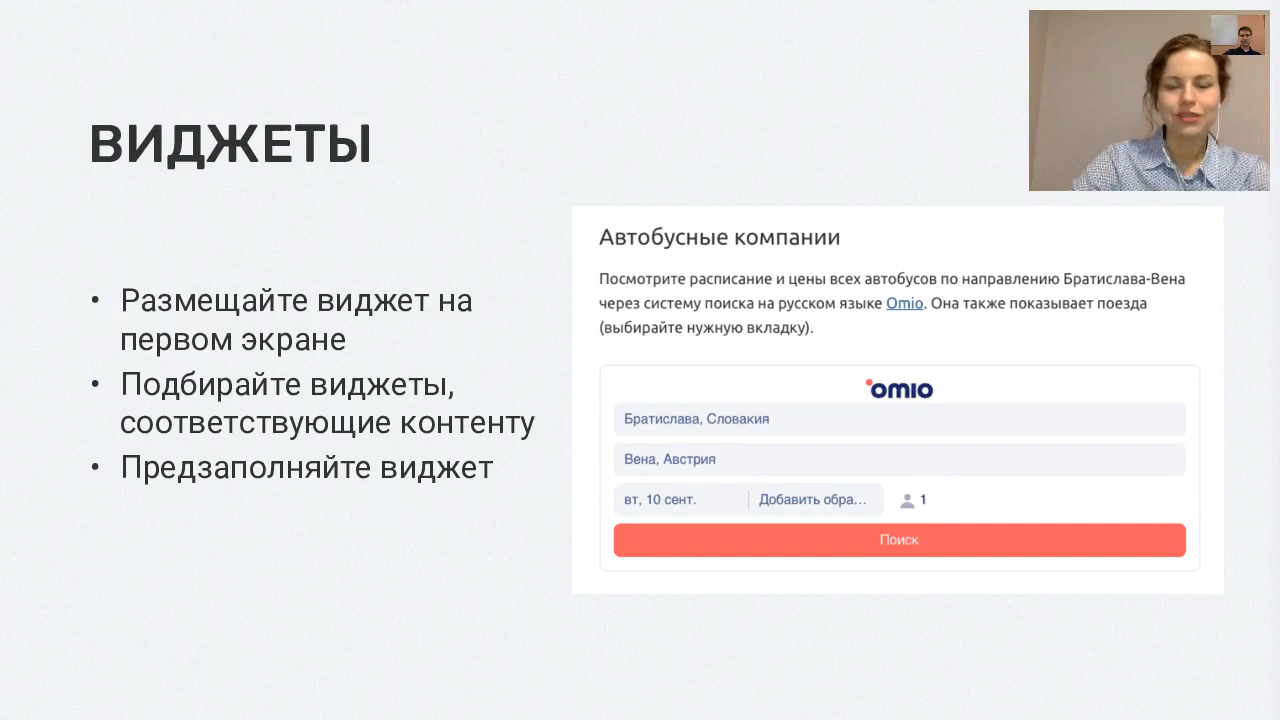 ВИДЖЕТЫ
• Размещайте виджет на
первом экране
• Подбирайте виджеты,
соответствующие контенту
• Предзаполняйте виджет
Автобусные компании
Посмотрите расписание и цены всех автобусов по направлению Братислава-Вена
через систему поиска на русском языке Omio. Она также показывает поезда
(выбирайте нужную вкладку).
omio
Братислава, Словакия
Вена, Австрия
вт, 10 сент. Добавить обра... 1
Поиск